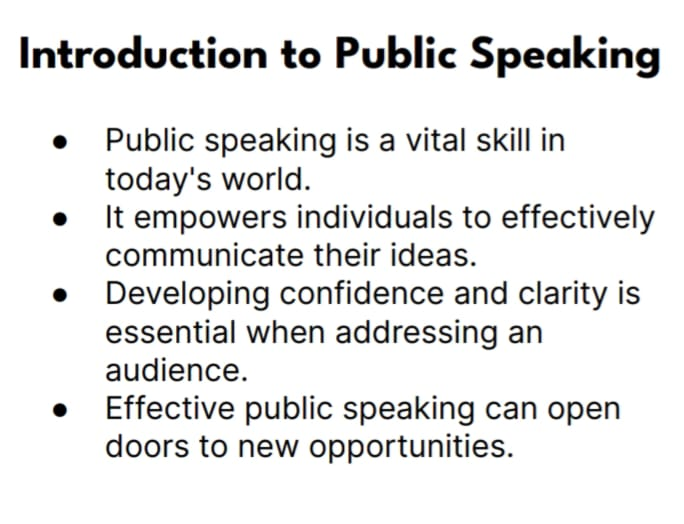 Introduction to Public Speaking
● Public speaking is a vital skill in
today's world.
● It empowers individuals to effectively
communicate their ideas.
● Developing confidence and clarity is
essential when addressing an
audience.
● Effective public speaking can open
doors to new opportunities.